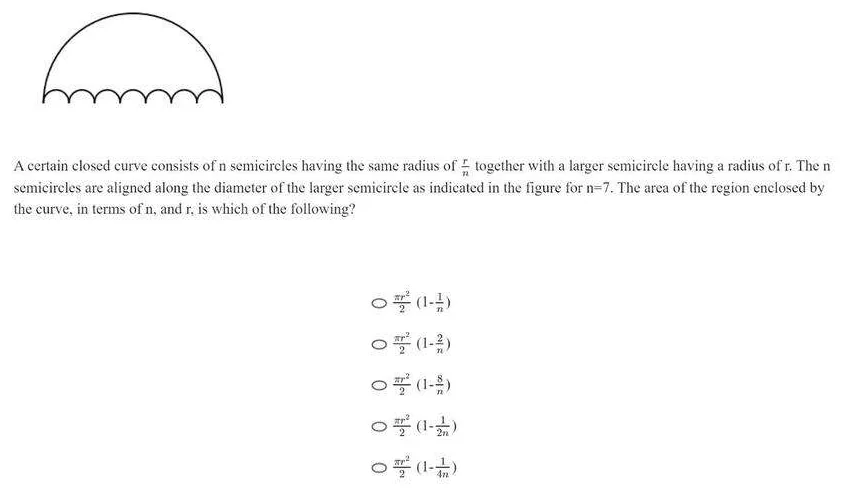 A certain closed curve consists of n semicircles having the same radius of r/n together with a larger semicircle having a radius of r. The n
semicircles are aligned along the diameter of the larger semicircle as indicated in the figure for n=7. The area of the region enclosed by
the curve, in terms of n, and r, is which of the following?
πr²/2 (1-1/n)
πr²/2 (1-2/n)
πr²/2 (1-8/n)
πr²/2 (1-1/2n)
πr²/2 (1-1/4n)